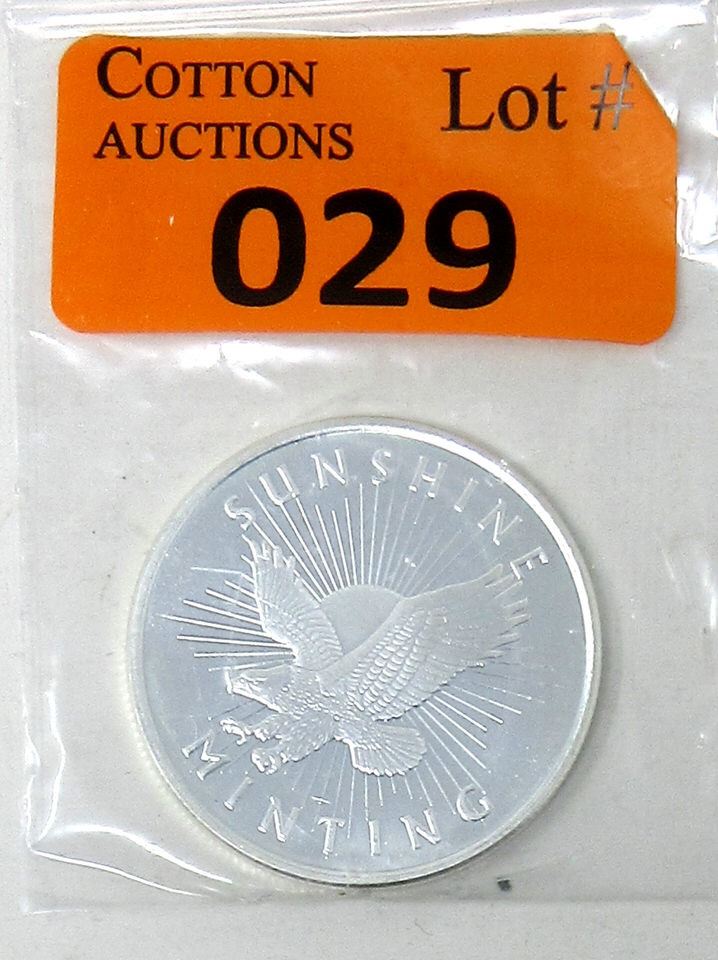 COTTON
AUCTIONS
Lot #
029
SUNSHINE
MINTING